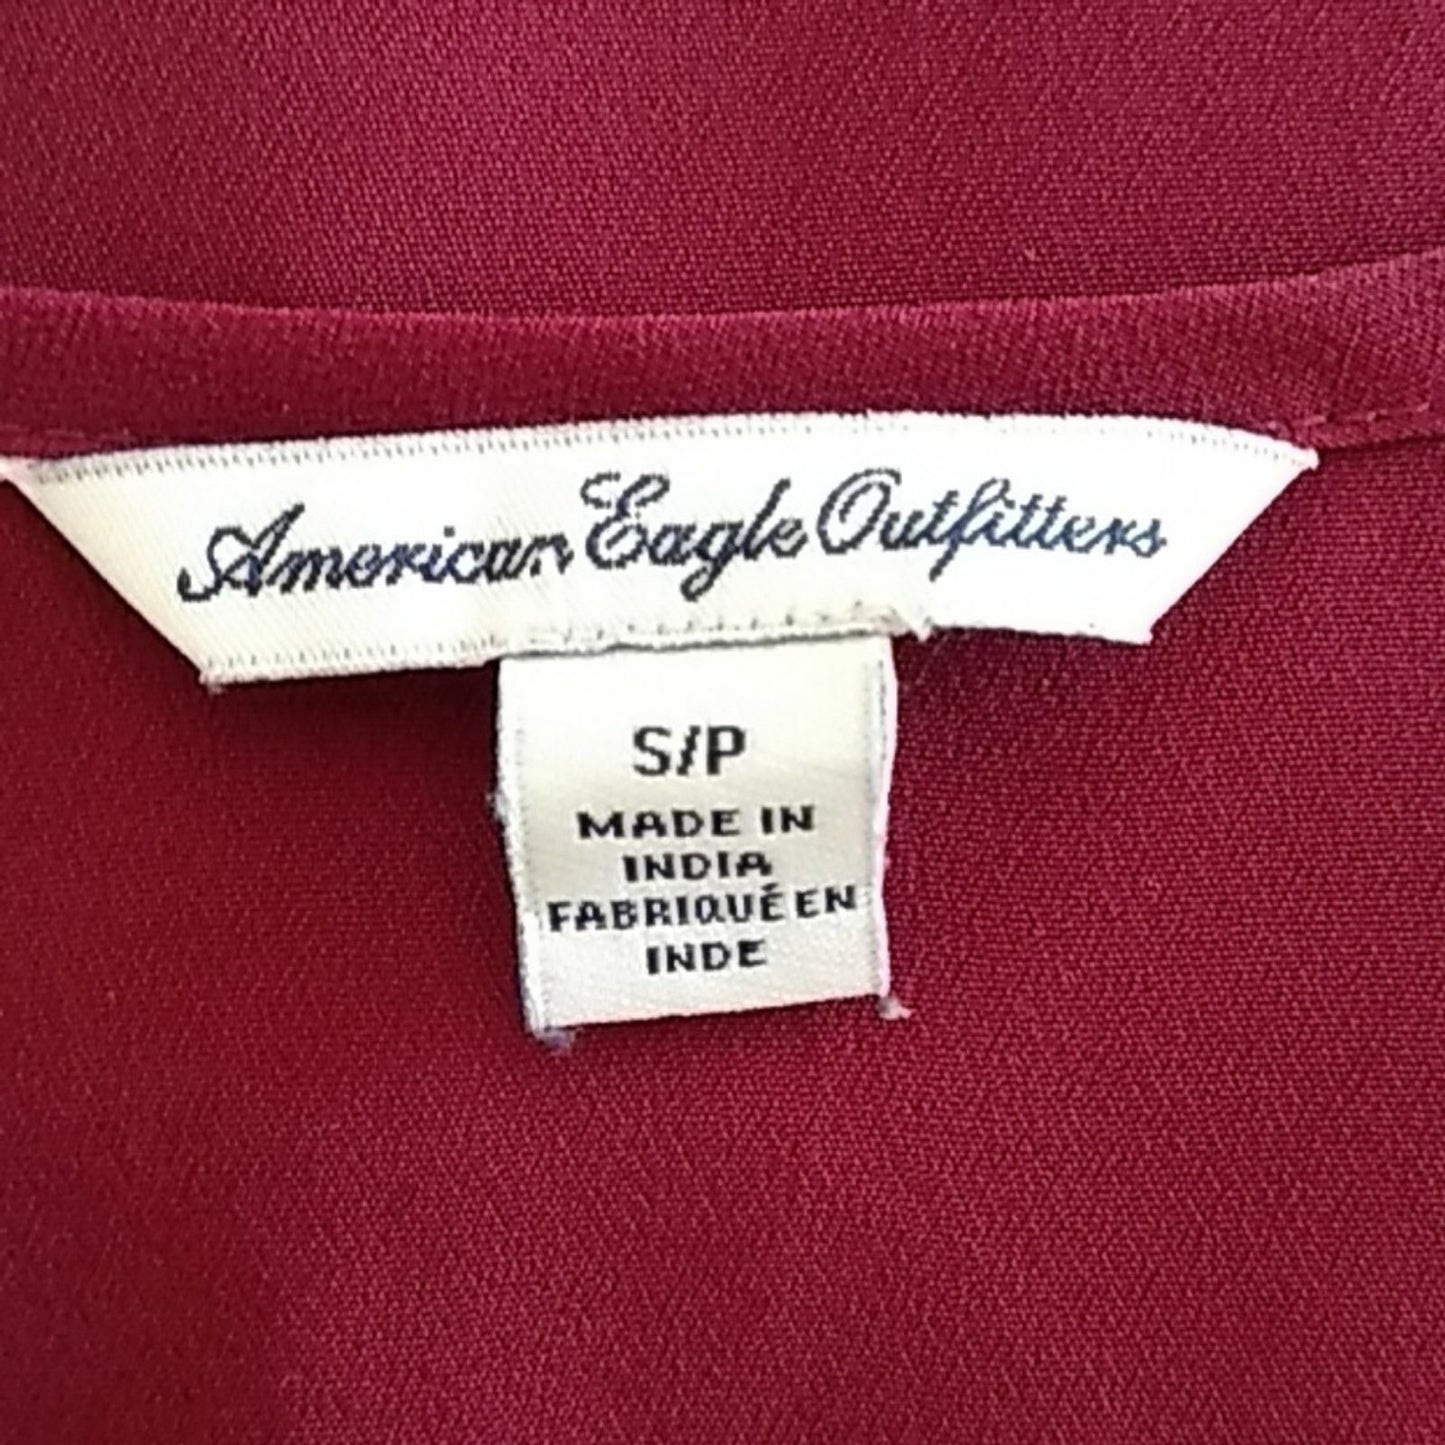 American Eagle Outfitters
S/P
MADE IN
INDIA
FABRIQUÉ EN
INDE